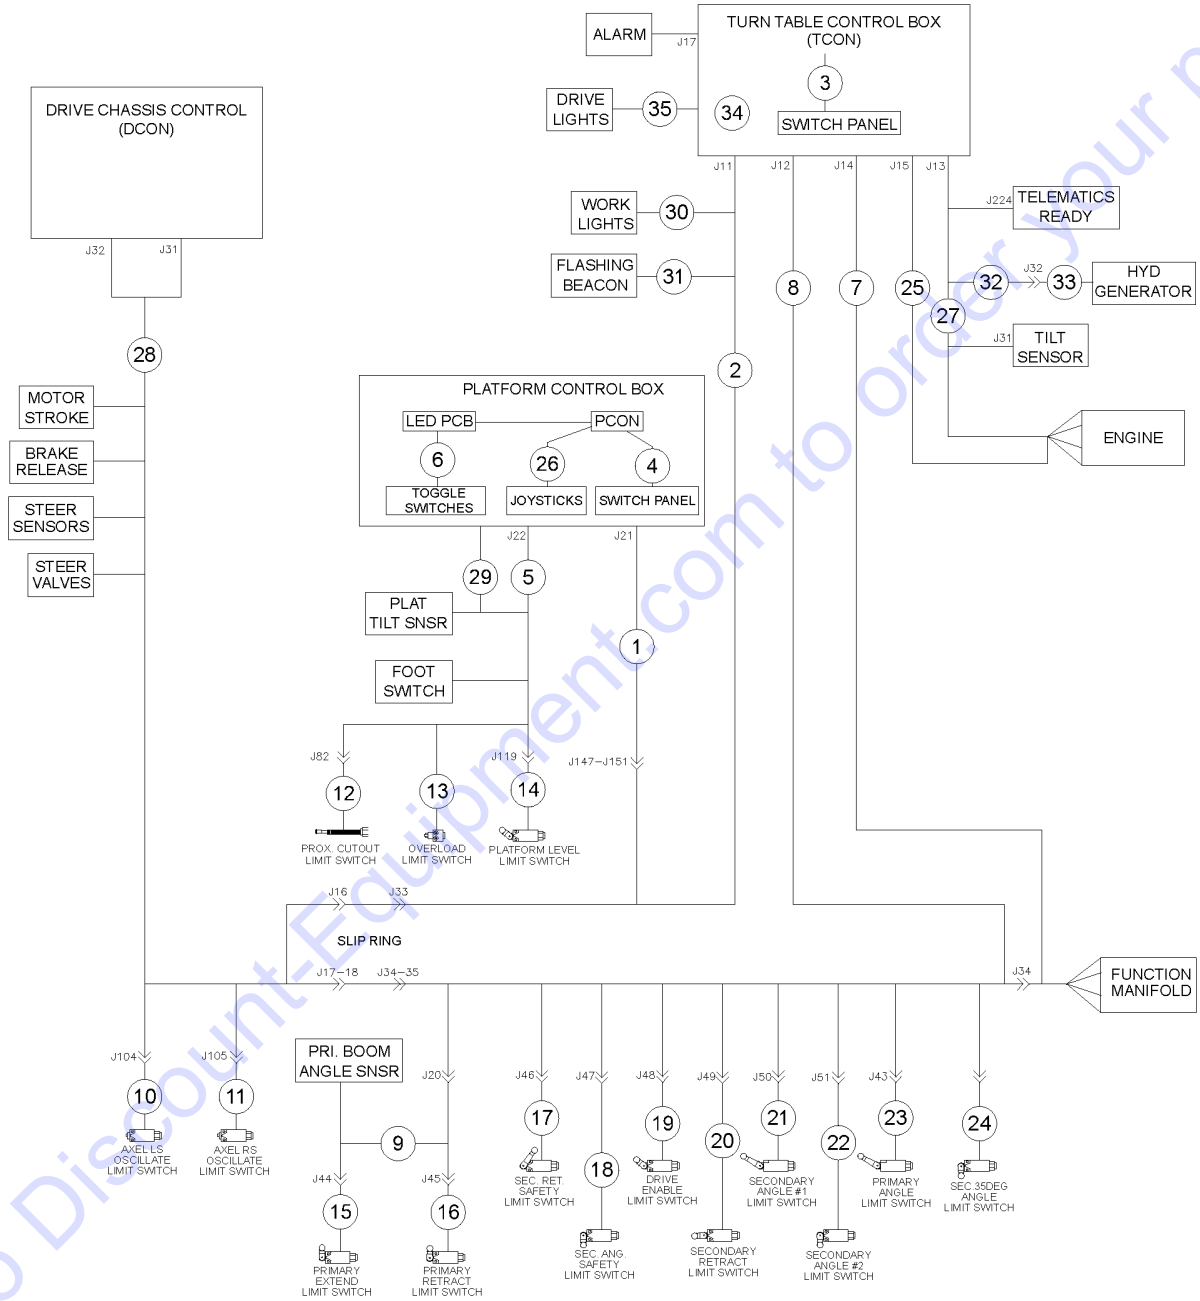 ALARM
J17
TURN TABLE CONTROL BOX
(TCON)
3
34
SWITCH PANEL
DRIVE
LIGHTS
35
DRIVE CHASSIS CONTROL
(DCON)
J32
J31
28
J11
J12
J14
J15
J13
WORK
LIGHTS
30
FLASHING
BEACON
31
2
8
7
25
27
J224
TELEMATICS
READY
32
J32
33
HYD
GENERATOR
J31
TILT
SENSOR
ENGINE
MOTOR
STROKE
BRAKE
RELEASE
STEER
SENSORS
STEER
VALVES
PLATFORM CONTROL BOX
LED PCB
PCON
6
26
4
TOGGLE
SWITCHES
JOYSTICKS
SWITCH PANEL
J22
J21
29
5
1
PLAT
TILT SNSR
FOOT
SWITCH
J82
J119
J147-J151
12
13
14
PROX. CUTOUT
LIMIT SWITCH
OVERLOAD
LIMIT SWITCH
PLATFORM LEVEL
LIMIT SWITCH
J16
J33
SLIP RING
J17-18
J34-35
J34
FUNCTION
MANIFOLD
J104
10
AXEL LS
OSCILLATE
LIMIT SWITCH
J105
11
AXEL RS
OSCILLATE
LIMIT SWITCH
PRI. BOOM
ANGLE SNSR
J20
9
J44
15
PRIMARY
EXTEND
LIMIT SWITCH
J45
16
PRIMARY
RETRACT
LIMIT SWITCH
J46
17
SEC. RET.
SAFETY
LIMIT SWITCH
J47
18
SEC. ANG.
SAFETY
LIMIT SWITCH
J48
19
DRIVE
ENABLE
LIMIT SWITCH
J49
20
SECONDARY
RETRACT
LIMIT SWITCH
J50
21
SECONDARY
ANGLE #1
LIMIT SWITCH
J51
22
SECONDARY
ANGLE #2
LIMIT SWITCH
J43
23
PRIMARY
ANGLE
LIMIT SWITCH
24
SEC.35DEG
ANGLE
LIMIT SWITCH
Discount-Equipment.com to order your p